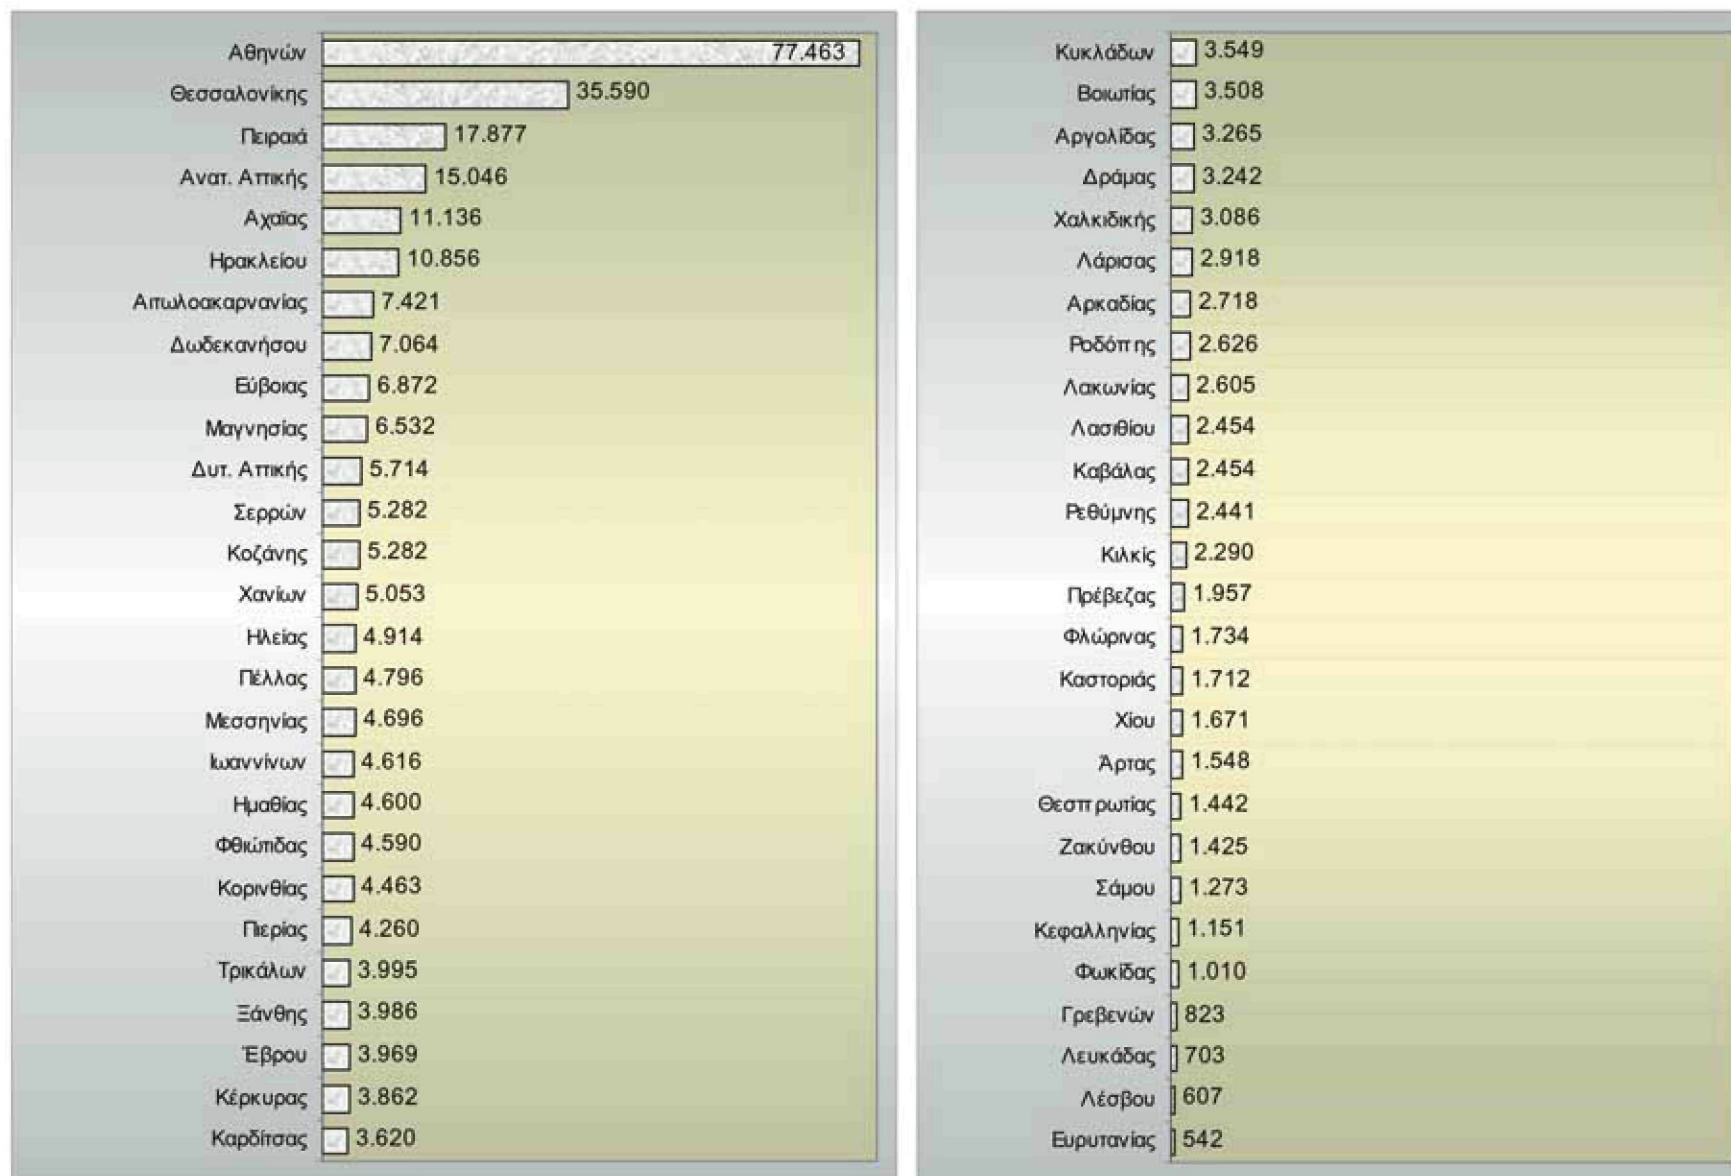 Αθηνών 77.463
Θεσσαλονίκης 35.590
Πειραιά 17.877
Ανατ. Αττικής 15.046
Αχαΐας 11.136
Ηρακλείου 10.856
Αιτωλοακαρνανίας 7.421
Δωδεκανήσου 7.064
Εύβοιας 6.872
Μαγνησίας 6.532
Δυτ. Αττικής 5.714
Σερρών 5.282
Κοζάνης 5.282
Χανίων 5.053
Ηλείας 4.914
Πέλλας 4.796
Μεσσηνίας 4.696
Ιωαννίνων 4.616
Ημαθίας 4.600
Φθιώτιδας 4.590
Κορινθίας 4.463
Πιερίας 4.260
Τρικάλων 3.995
Ξάνθης 3.986
Έβρου 3.969
Κέρκυρας 3.862
Καρδίτσας 3.620
Κυκλάδων 3.549
Βοιωτίας 3.508
Αργολίδας 3.265
Δράμας 3.242
Χαλκιδικής 3.086
Λάρισας 2.918
Αρκαδίας 2.718
Ροδόπης 2.626
Λακωνίας 2.605
Λασιθίου 2.454
Καβάλας 2.454
Ρεθύμνης 2.441
Κιλκίς 2.290
Πρέβεζας 1.957
Φλώρινας 1.734
Καστοριάς 1.712
Χίου 1.671
Άρτας 1.548
Θεσπρωτίας 1.442
Ζακύνθου 1.425
Σάμου 1.273
Κεφαλληνίας 1.151
Φωκίδας 1.010
Γρεβενών 823
Λευκάδας 703
Λέσβου 607
Ευρυτανίας 542